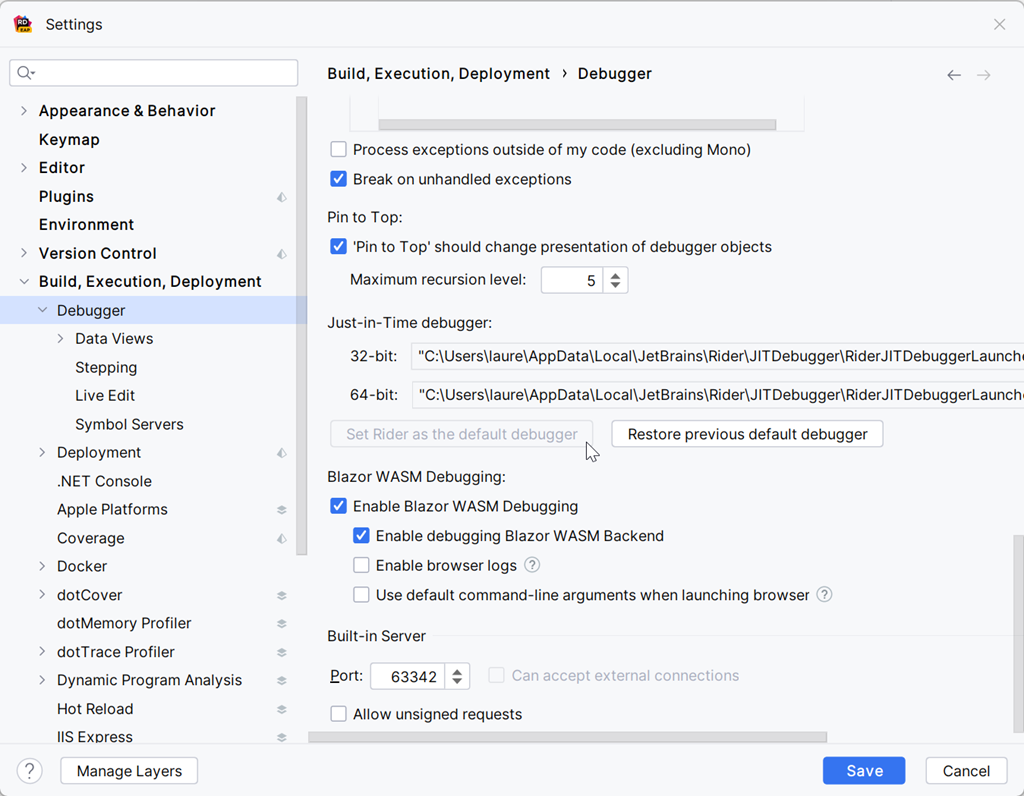 Settings
Build, Execution, Deployment › Debugger
Appearance & Behavior
Keymap
Editor
Plugins
Environment
Version Control
Build, Execution, Deployment
Debugger
Data Views
Stepping
Live Edit
Symbol Servers
Deployment
.NET Console
Apple Platforms
Coverage
Docker
dotCover
dotMemory Profiler
dotTrace Profiler
Dynamic Program Analysis
Hot Reload
IIS Express
Process exceptions outside of my code (excluding Mono)
Break on unhandled exceptions
Pin to Top:
'Pin to Top' should change presentation of debugger objects
Maximum recursion level: 5
Just-in-Time debugger:
32-bit: "C:\Users\laure\AppData\Local\JetBrains\Rider\JITDebugger\RiderJITDebuggerLaunche
64-bit: "C:\Users\laure\AppData\Local\JetBrains\Rider\JITDebugger\RiderJITDebuggerLaunche
Set Rider as the default debugger Restore previous default debugger
Blazor WASM Debugging:
Enable Blazor WASM Debugging
Enable debugging Blazor WASM Backend
Enable browser logs ?
Use default command-line arguments when launching browser ?
Built-in Server
Port: 63342 Can accept external connections
Allow unsigned requests
? Manage Layers Save Cancel